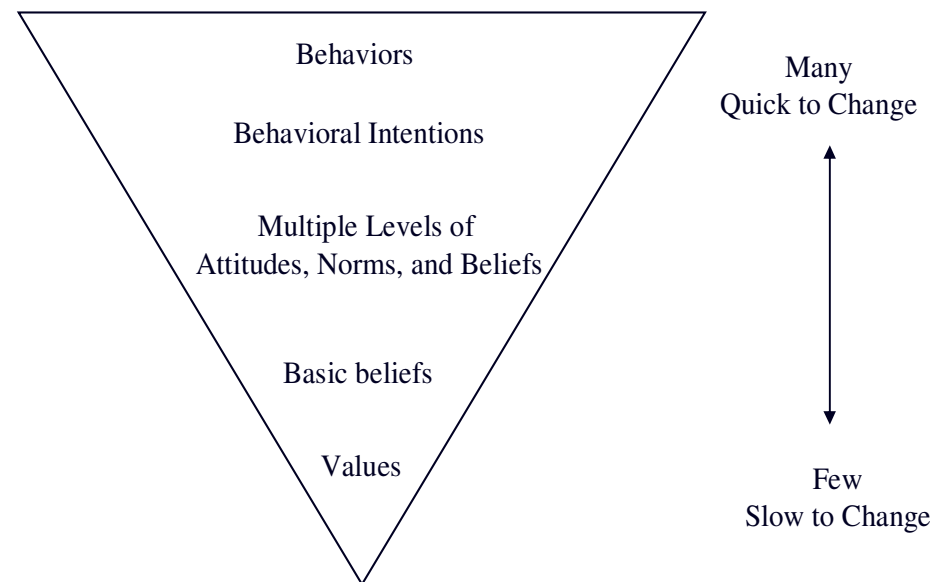 Behaviors
Behavioral Intentions
Multiple Levels of
Attitudes, Norms, and Beliefs
Basic beliefs
Values
Many
Quick to Change
Few
Slow to Change